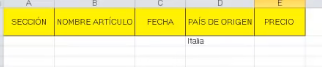 A B C D E
SECCIÓN NOMBRE ARTÍCULO FECHA PAÍS DE ORIGEN PRECIO
Italia